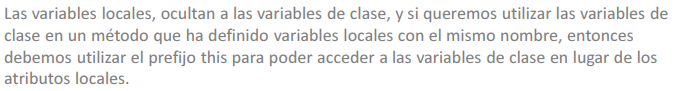 Las variables locales, ocultan a las variables de clase, y si queremos utilizar las variables de
clase en un método que ha definido variables locales con el mismo nombre, entonces
debemos utilizar el prefijo this para poder acceder a las variables de clase en lugar de los
atributos locales.